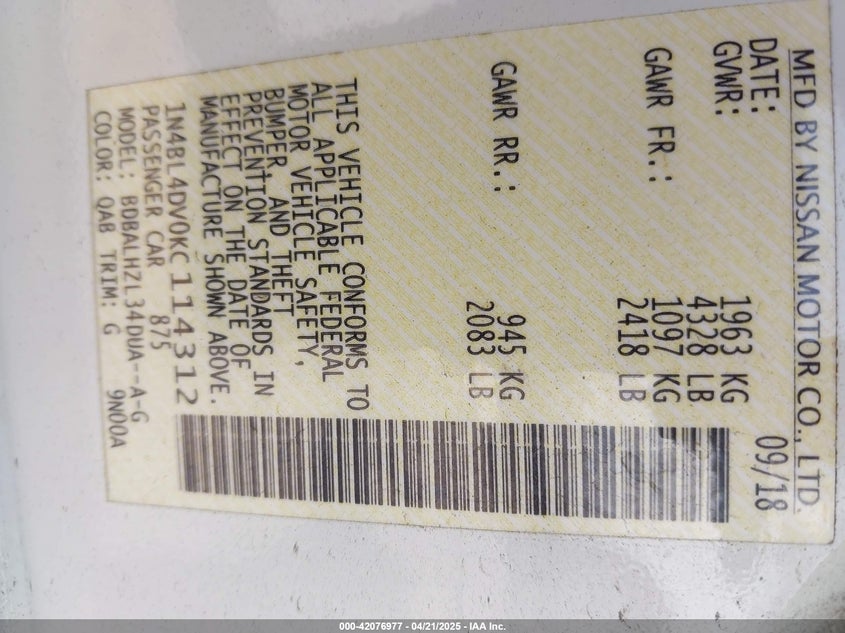 MFD BY NISSAN MOTOR CO., LTD.
DATE: 09/18
GVWR: 1963 KG
4328 LB
GAWR FR.: 1097 KG
2418 LB
GAWR RR.: 945 KG
2083 LB
THIS VEHICLE CONFORMS TO
ALL APPLICABLE FEDERAL
MOTOR VEHICLE SAFETY,
BUMPER, AND THEFT
PREVENTION STANDARDS IN
EFFECT ON THE DATE OF
MANUFACTURE SHOWN ABOVE.
1N4BL4DV0KC114312
PASSENGER CAR 875
MODEL: BDBALHZL34DUA--A-G
COLOR: QAB TRIM: G 9N00A
000-42076977 - 04/21/2025 - IAA Inc.